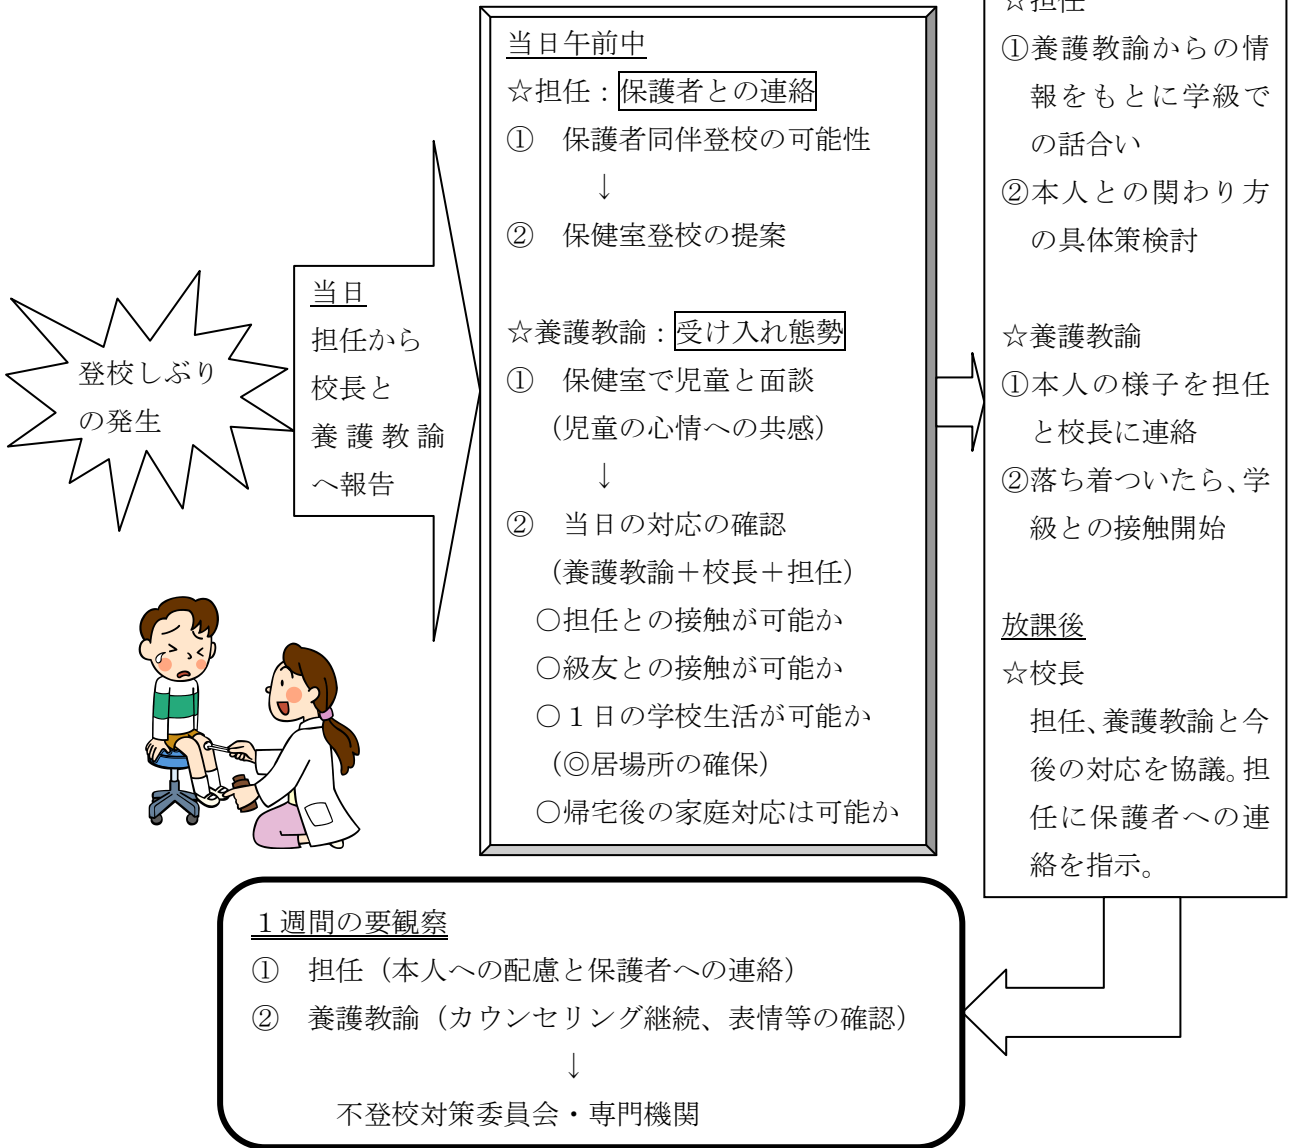 登校しぶり
の発生
当日
担任から
校長と
養護教諭
へ報告
当日午前中
☆担任：保護者との連絡
①　保護者同伴登校の可能性
↓
②　保健室登校の提案
☆養護教諭：受け入れ態勢
①　保健室で児童と面談
（児童の心情への共感）
↓
②　当日の対応の確認
（養護教諭＋校長＋担任）
○担任との接触が可能か
○級友との接触が可能か
○１日の学校生活が可能か
（◎居場所の確保）
○帰宅後の家庭対応は可能か
☆担任
①養護教諭からの情
報をもとに学級で
の話合い
②本人との関わり方
の具体策検討
☆養護教諭
①本人の様子を担任
と校長に連絡
②落ち着ついたら、学
級との接触開始
放課後
☆校長
担任、養護教諭と今
後の対応を協議。担
任に保護者への連
絡を指示。
１週間の要観察
①　担任（本人への配慮と保護者への連絡）
②　養護教諭（カウンセリング継続、表情等の確認）
↓
不登校対策委員会・専門機関